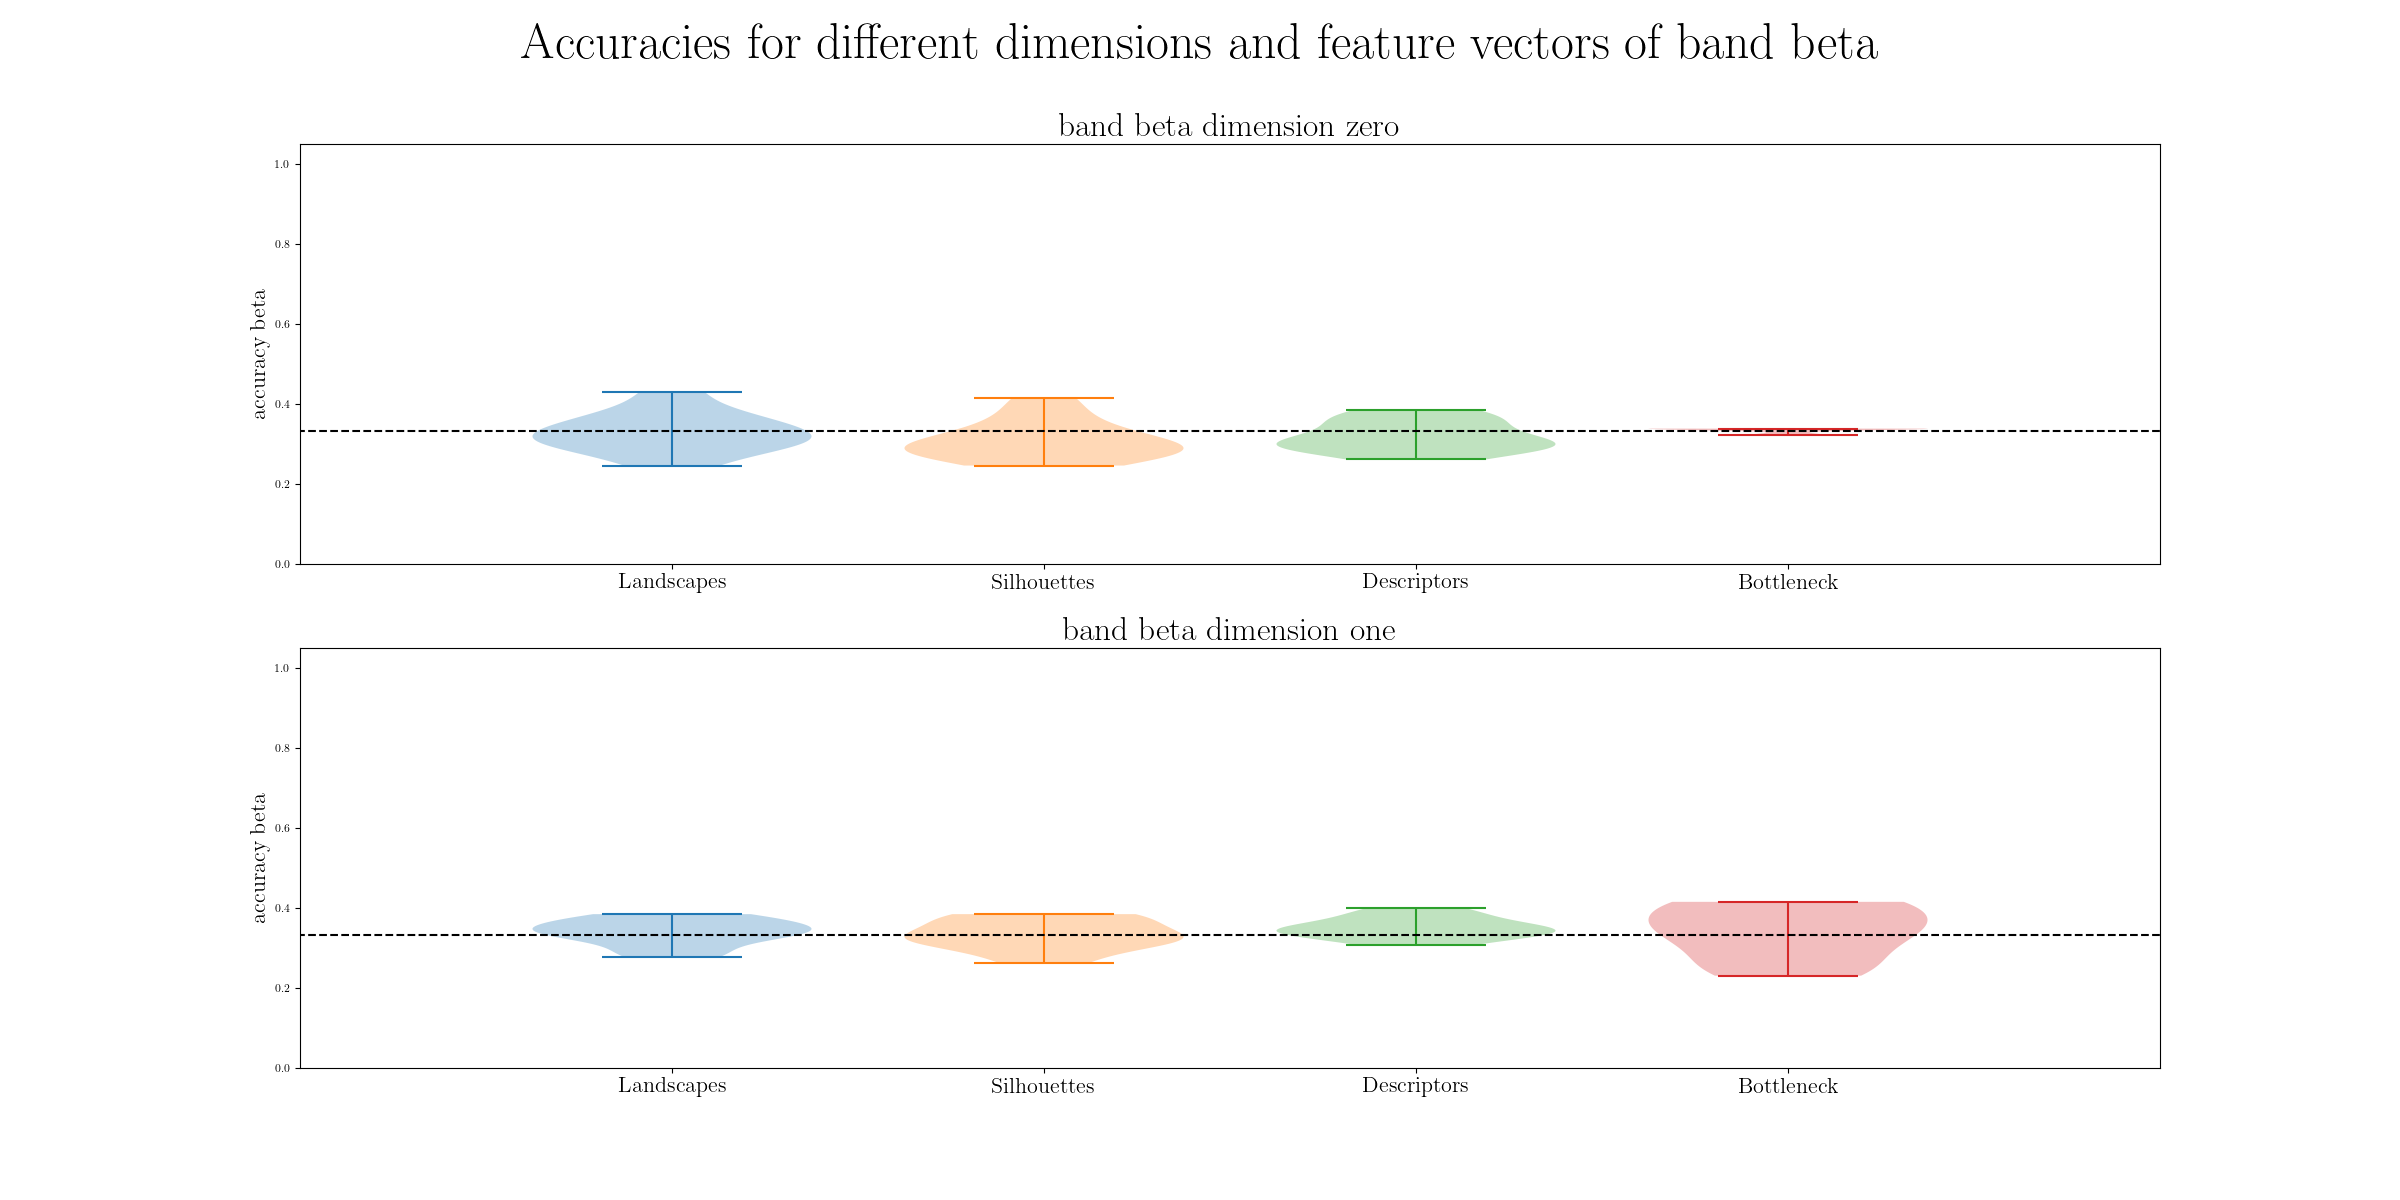 Accuracies for different dimensions and feature vectors of band beta
band beta dimension zero
1.0
0.8
0.6
0.4
0.2
0.0
accuracy beta
Landscapes Silhouettes Descriptors Bottleneck
band beta dimension one
1.0
0.8
0.6
0.4
0.2
0.0
accuracy beta
Landscapes Silhouettes Descriptors Bottleneck